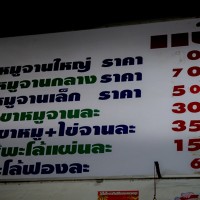 หมูจานใหญ่ ราคา
หมูจานกลาง ราคา 70
หมูจานเล็ก ราคา 50
ขาหมูจานละ 30
ขาหมู+ไข่จานละ 35
พะโล้แผ่นละ 15
ฟองละ 6